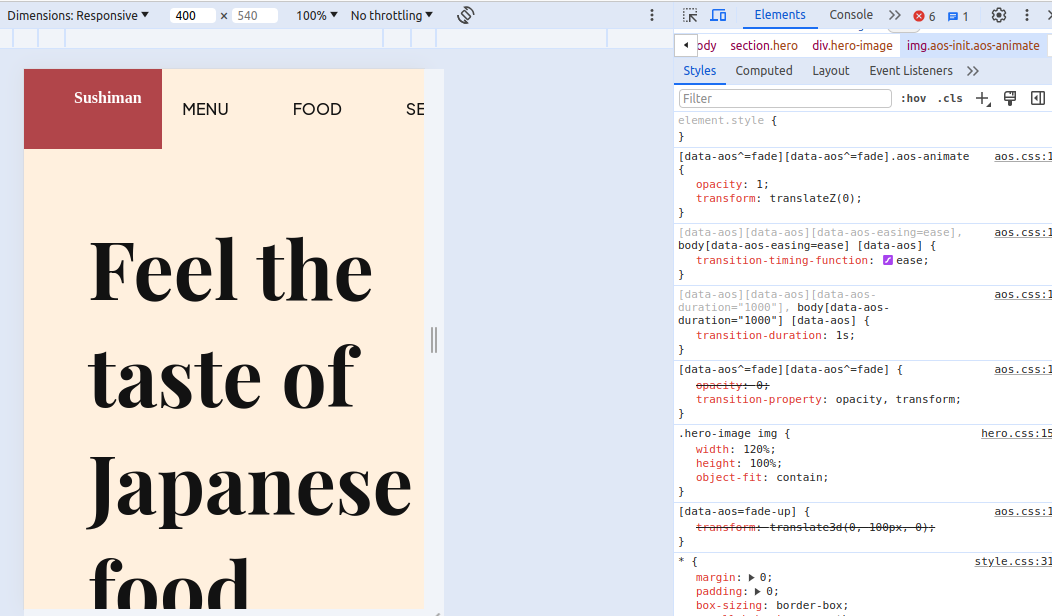 Dimensions: Responsive 400 × 540 100% No throttling
Elements Console 6 1
ody section.hero div.hero-image img.aos-init.aos-animate
Styles Computed Layout Event Listeners
Filter :hov .cls
element.style {
}
[data-aos^=fade][data-aos^=fade].aos-animate aos.css:1
{
opacity: 1;
transform: translateZ(0);
}
[data-aos][data-aos][data-aos-easing=ease], aos.css:1
body[data-aos-easing=ease] [data-aos] {
transition-timing-function: ease;
}
[data-aos][data-aos][data-aos- aos.css:1
duration="1000"], body[data-aos-
duration="1000"] [data-aos] {
transition-duration: 1s;
}
[data-aos^=fade][data-aos^=fade] { aos.css:1
opacity: 0;
transition-property: opacity, transform;
}
.hero-image img { hero.css:15
width: 120%;
height: 100%;
object-fit: contain;
}
[data-aos=fade-up] { aos.css:1
transform: translate3d(0, 100px, 0);
}
* { style.css:31
margin: 0;
padding: 0;
box-sizing: border-box;
Sushiman
MENU FOOD SE
Feel the
taste of
Japanese
food